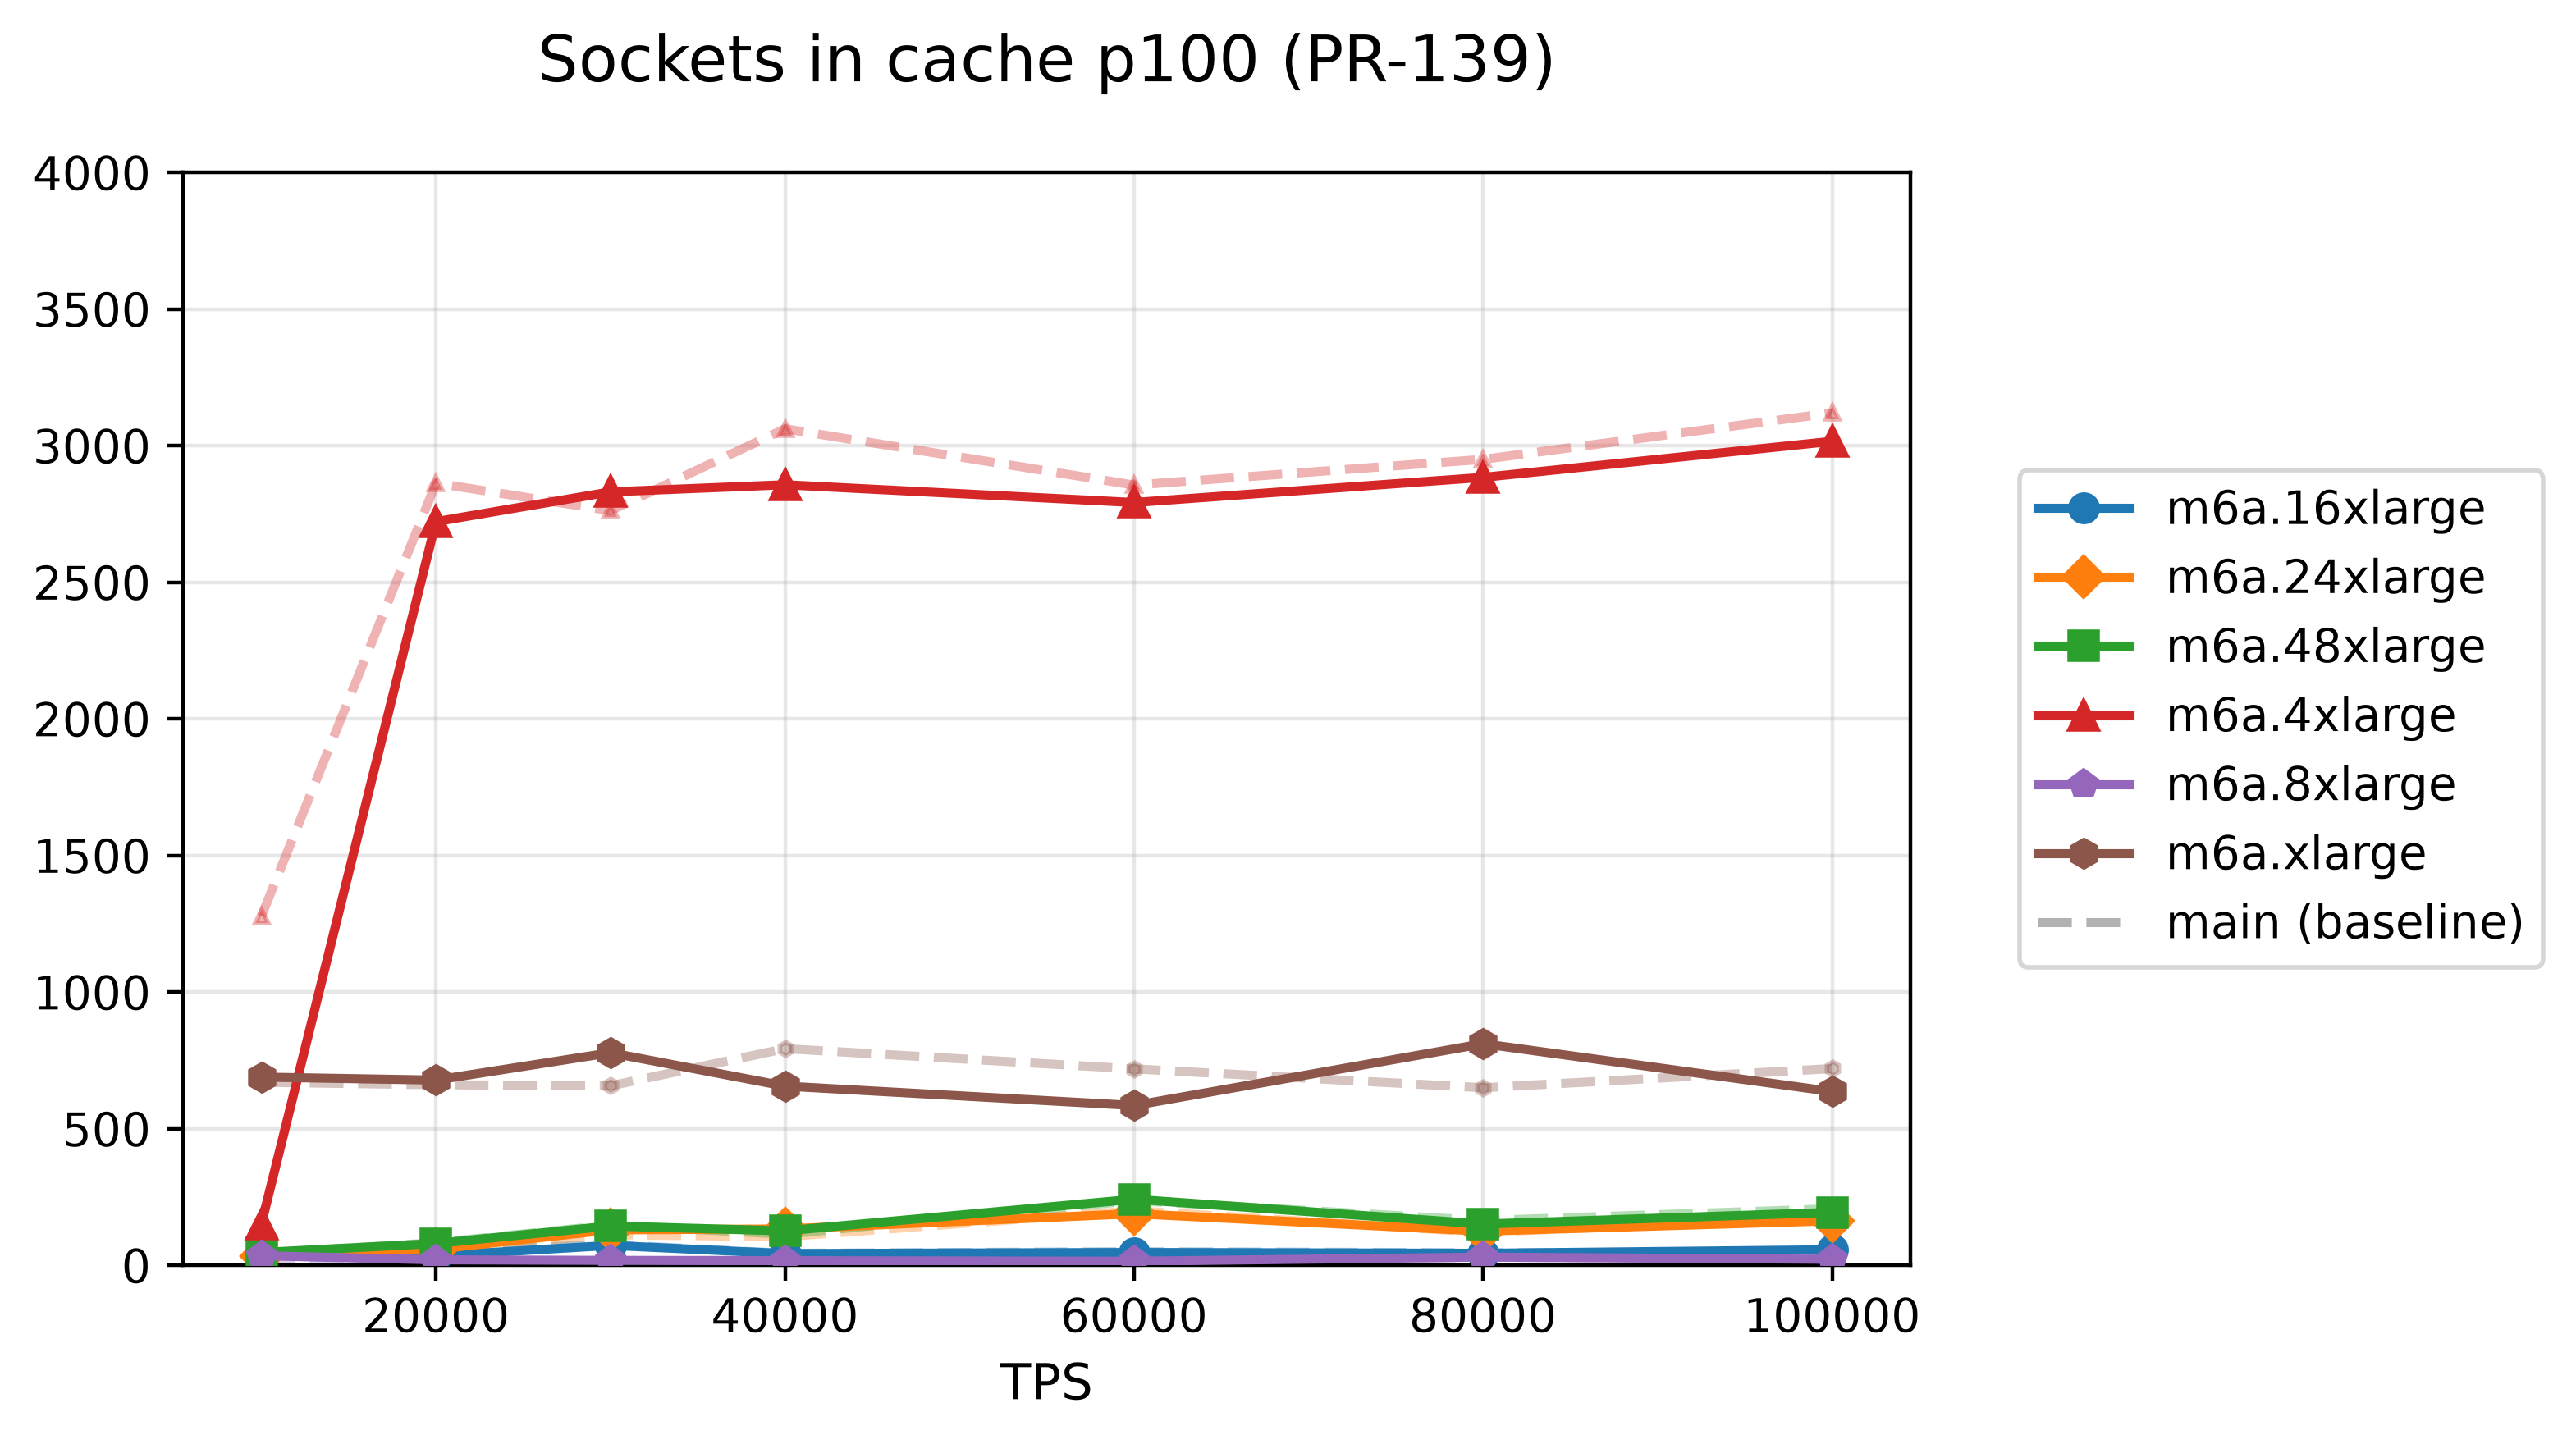 Sockets in cache p100 (PR-139)
4000
3500
3000
2500
2000
1500
1000
500
0
20000 40000 60000 80000 100000
TPS
m6a.16xlarge
m6a.24xlarge
m6a.48xlarge
m6a.4xlarge
m6a.8xlarge
m6a.xlarge
main (baseline)